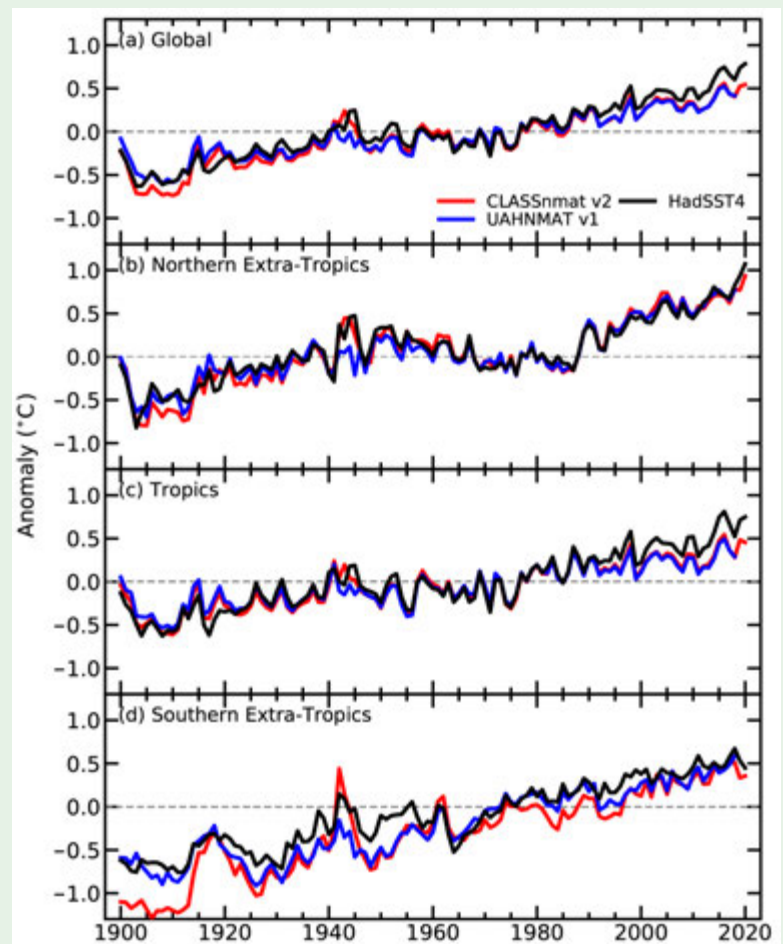 (a) Global
1.0
0.5
0.0
−0.5
−1.0
CLASSnmat v2
HadSST4
UAHNMAT v1
(b) Northern Extra-Tropics
1.0
0.5
0.0
−0.5
−1.0
Anomaly (°C)
(c) Tropics
1.0
0.5
0.0
−0.5
−1.0
(d) Southern Extra-Tropics
1.0
0.5
0.0
−0.5
−1.0
1900 1920 1940 1960 1980 2000 2020